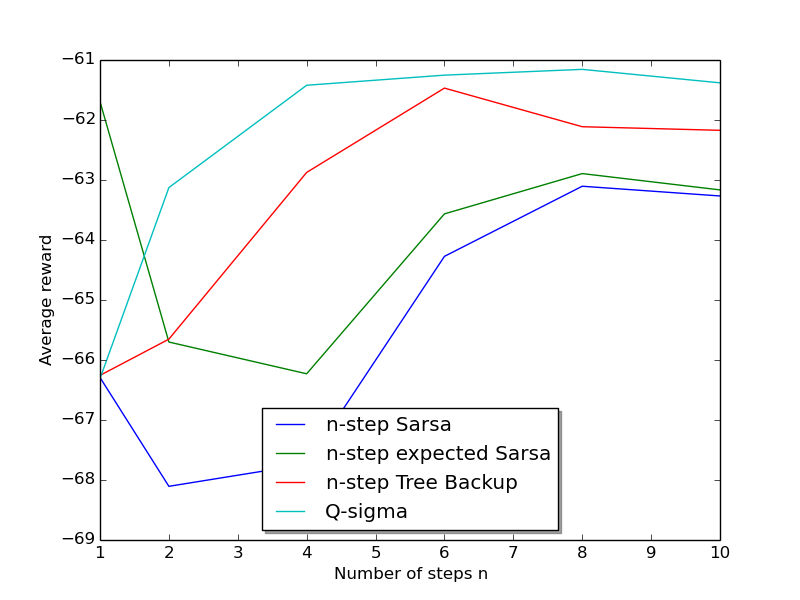 −61
−62
−63
−64
−65
−66
−67
−68
−69
Average reward
n-step Sarsa
n-step expected Sarsa
n-step Tree Backup
Q-sigma
1 2 3 4 5 6 7 8 9 10
Number of steps n